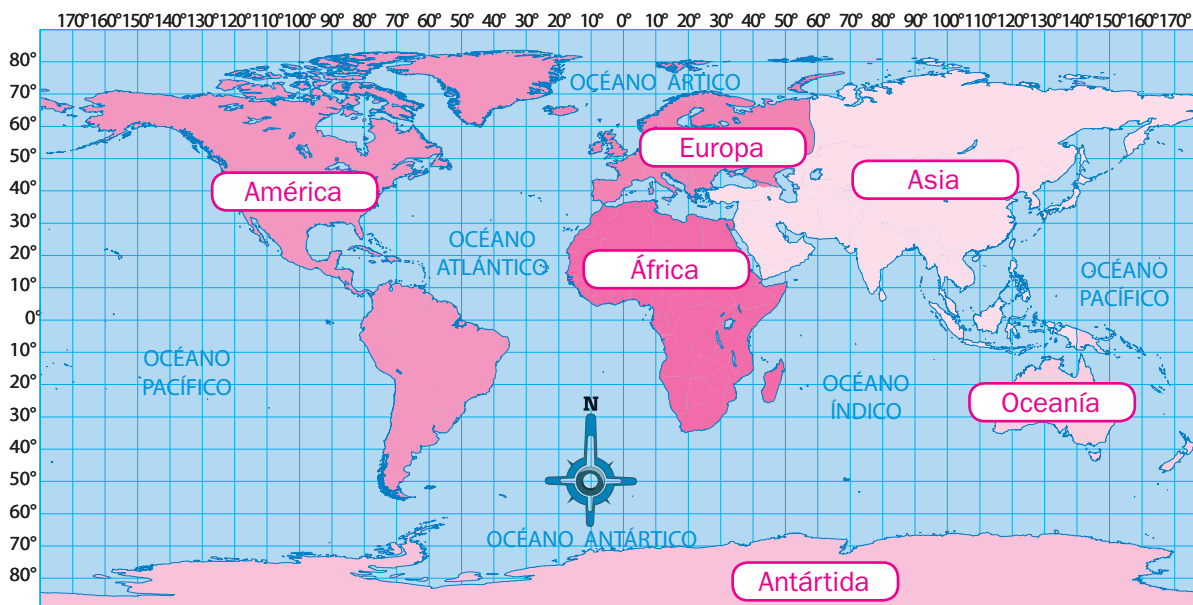 170° 160° 150° 140° 130° 120° 110° 100° 90° 80° 70° 60° 50° 40° 30° 20° 10° 0° 10° 20° 30° 40° 50° 60° 70° 80° 90° 100° 110° 120° 130° 140° 150° 160° 170°
80°
70°
60°
50°
40°
30°
20°
10°
0°
10°
20°
30°
40°
50°
60°
70°
80°
OCÉANO ÁRTICO
Europa
Asia
América
OCÉANO
ATLÁNTICO
África
OCÉANO
PACÍFICO
OCÉANO
PACÍFICO
OCÉANO
ÍNDICO
Oceanía
N
OCÉANO ANTÁRTICO
Antártida